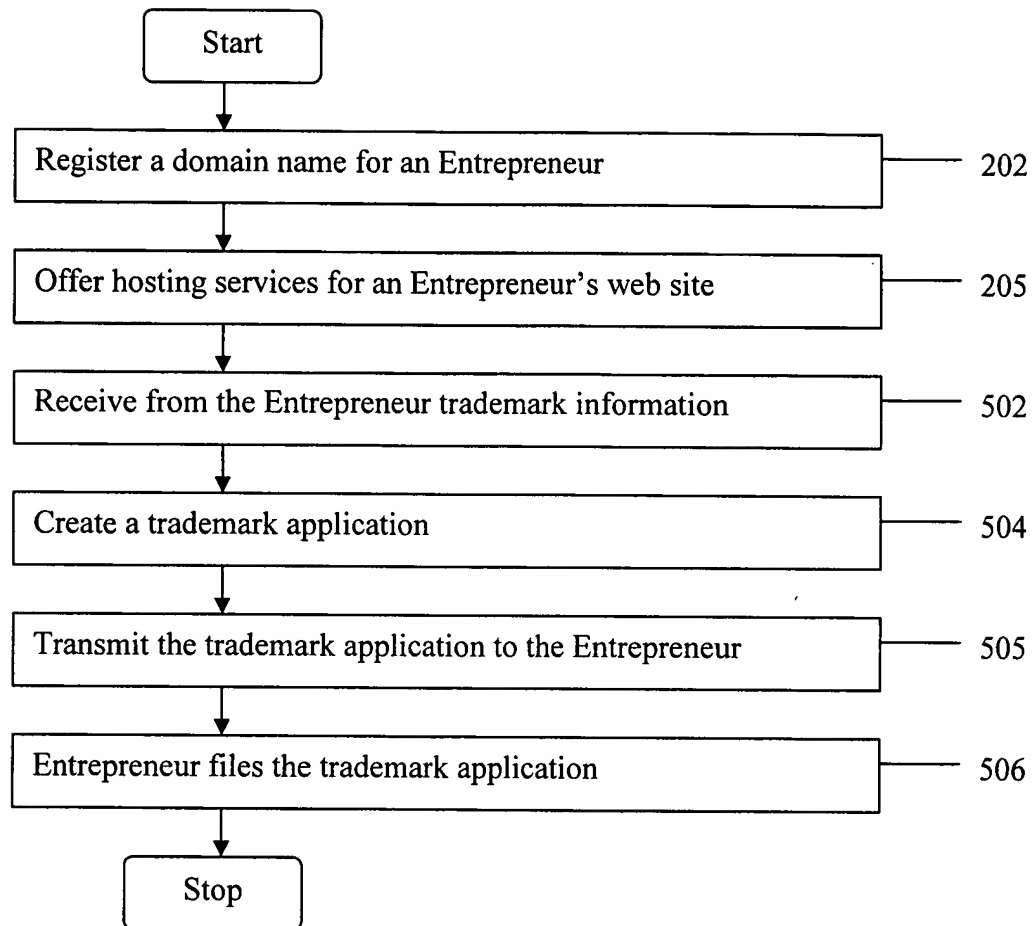 Start
Register a domain name for an Entrepreneur
202
Offer hosting services for an Entrepreneur's web site
205
Receive from the Entrepreneur trademark information
502
Create a trademark application
504
Transmit the trademark application to the Entrepreneur
505
Entrepreneur files the trademark application
506
Stop